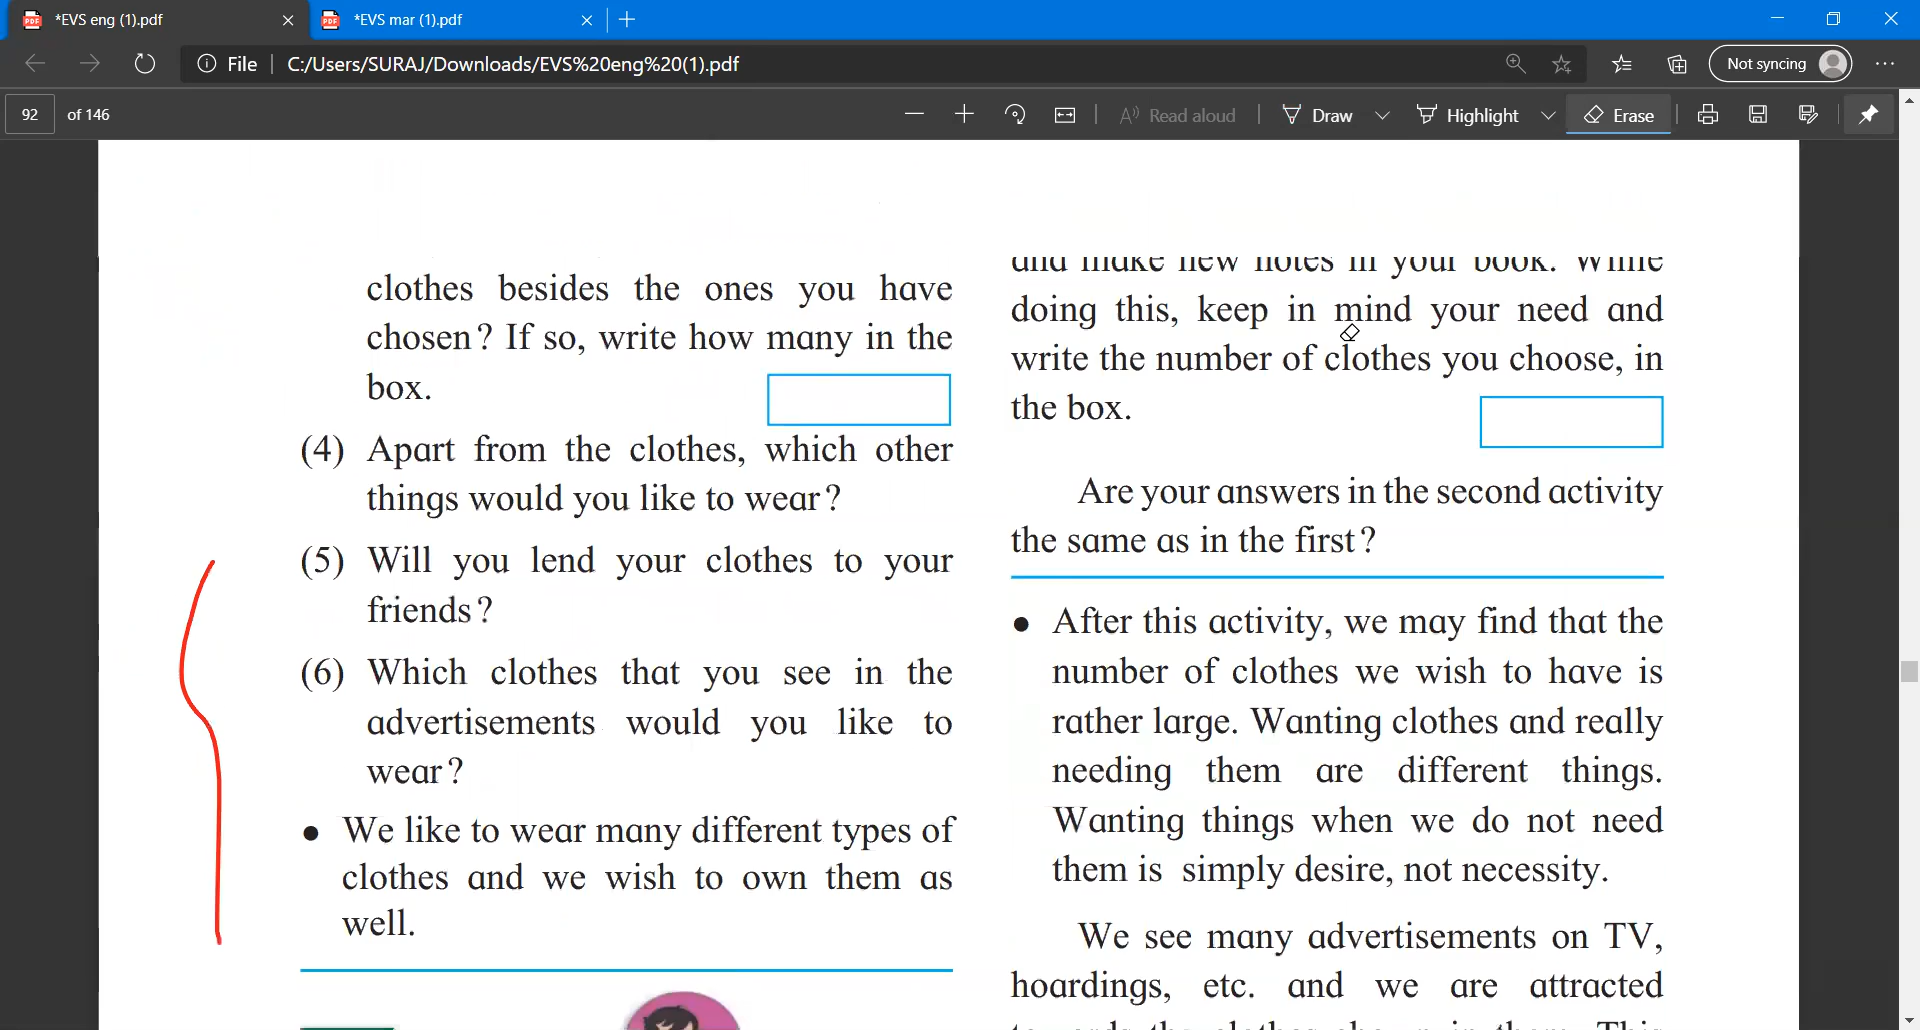 *EVS eng (1).pdf
*EVS mar (1).pdf
File
C:/Users/SURAJ/Downloads/EVS%20eng%20(1).pdf
Not syncing
92 of 146
Read aloud
Draw
Highlight
Erase
clothes besides the ones you have
chosen? If so, write how many in the
box.
(4) Apart from the clothes, which other
things would you like to wear?
(5) Will you lend your clothes to your
friends?
(6) Which clothes that you see in the
advertisements would you like to
wear?
• We like to wear many different types of
clothes and we wish to own them as
well.
and make new notes in your book. While
doing this, keep in mind your need and
write the number of clothes you choose, in
the box.
Are your answers in the second activity
the same as in the first?
• After this activity, we may find that the
number of clothes we wish to have is
rather large. Wanting clothes and really
needing them are different things.
Wanting things when we do not need
them is simply desire, not necessity.
We see many advertisements on TV,
hoardings, etc. and we are attracted